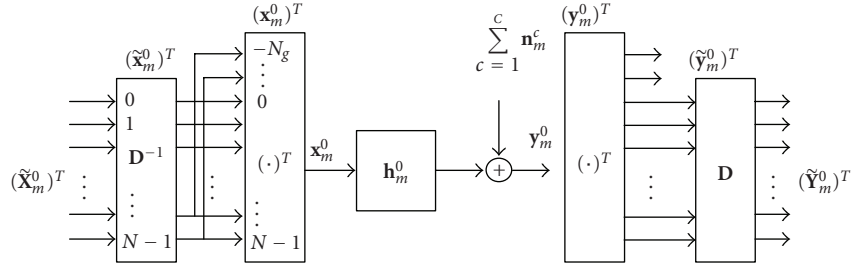 (x̃⁰ₘ)ᵀ
(x⁰ₘ)ᵀ
(X̃⁰ₘ)ᵀ
0
1
D⁻¹
⋮
N − 1
−N_g
⋮
0
(·)ᵀ
⋮
N − 1
x⁰ₘ
h⁰ₘ
C
∑ nᶜₘ
c = 1
+
y⁰ₘ
(y⁰ₘ)ᵀ
(·)ᵀ
(ỹ⁰ₘ)ᵀ
D
(Ỹ⁰ₘ)ᵀ